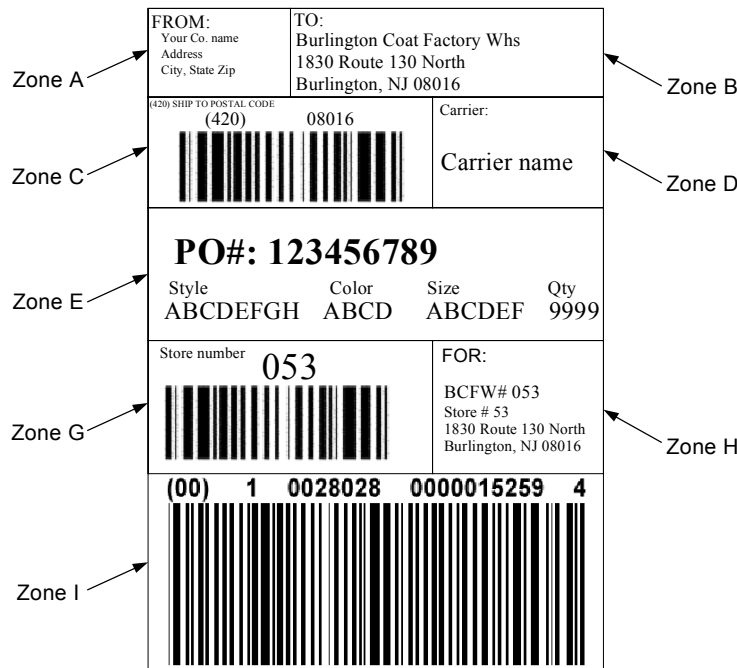 FROM:
Your Co. name
Address
City, State Zip
TO:
Burlington Coat Factory Whs
1830 Route 130 North
Burlington, NJ 08016
Zone A
Zone B
(420) SHIP TO POSTAL CODE
(420) 08016
Carrier:
Carrier name
Zone C
Zone D
PO#: 123456789
Style Color Size Qty
ABCDEFGH ABCD ABCDEF 9999
Zone E
Store number
053
FOR:
BCFW# 053
Store # 53
1830 Route 130 North
Burlington, NJ 08016
Zone G
Zone H
(00) 1 0028028 0000015259 4
Zone I